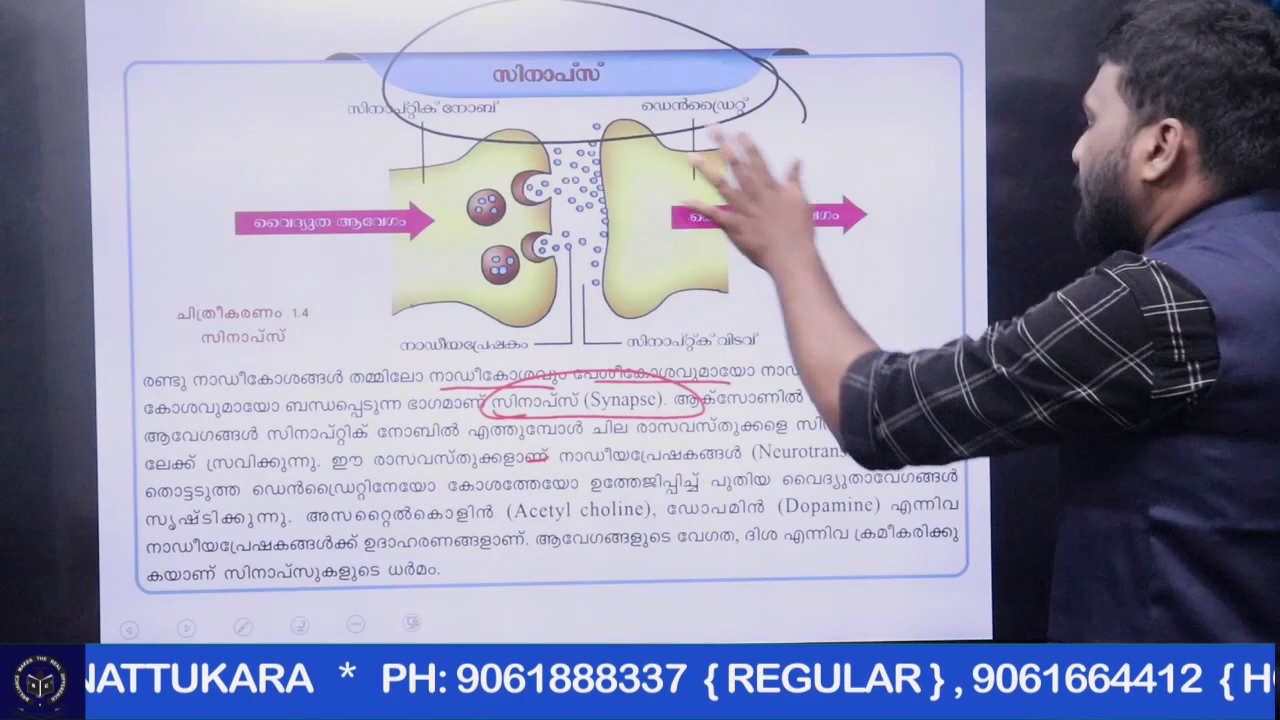 സിനാപ്സ്
സിനാപ്റ്റിക് നോബ്
ഡെൻഡ്രൈറ്റ്
വൈദ്യുത ആവേഗം
ചിത്രീകരണം 1.4
സിനാപ്സ്
നാഡീയപ്രേഷകം
സിനാപ്റ്റിക് വിടവ്
രണ്ടു നാഡീകോശങ്ങൾ തമ്മിലോ നാഡീകോശവും പേശീകോശവുമായോ
കോശവുമായോ ബന്ധപ്പെടുന്ന ഭാഗമാണ് സിനാപ്സ് (Synapse). ആക്സോണിൽ
ആവേഗങ്ങൾ സിനാപ്റ്റിക് നോബിൽ എത്തുമ്പോൾ ചില രാസവസ്തുക്കളെ
ലേക്ക് സ്രവിക്കുന്നു. ഈ രാസവസ്തുക്കളാണ് നാഡീയപ്രേഷകങ്ങൾ
തൊട്ടടുത്ത ഡെൻഡ്രൈറ്റിനേയോ കോശത്തേയോ ഉത്തേജിപ്പിച്ച് പുതിയ വൈദ്യുതാവേഗങ്ങൾ
സൃഷ്ടിക്കുന്നു. അസറ്റൈൽകൊളിൻ (Acetyl choline), ഡോപമിൻ (Dopamine) എന്നിവ
നാഡീയപ്രേഷകങ്ങൾക്ക് ഉദാഹരണങ്ങളാണ്. ആവേഗങ്ങളുടെ വേഗത, ദിശ എന്നിവ ക്രമീകരിക്കു
കയാണ് സിനാപ്സുകളുടെ ധർമം.
NATTUKARA * PH: 9061888337 {REGULAR} , 9061664412